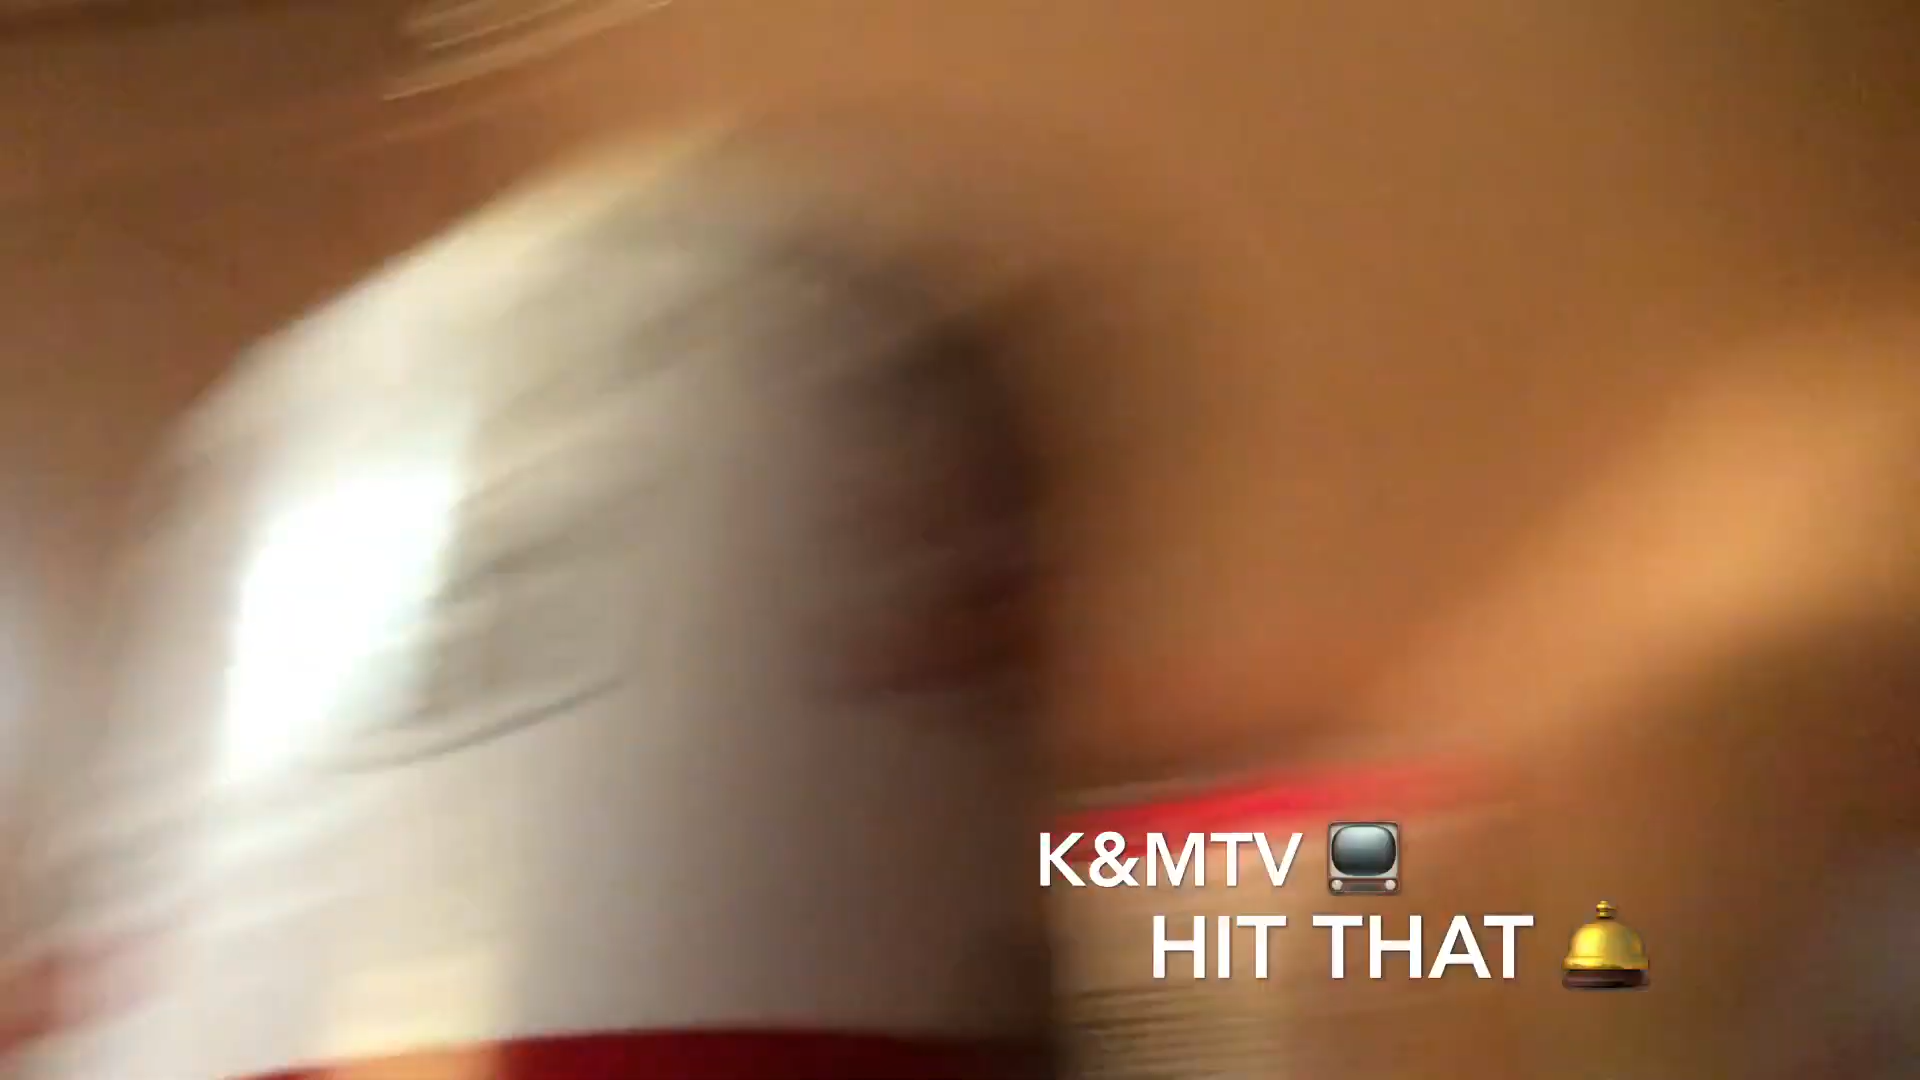 K&MTV 📺
HIT THAT 🛎️